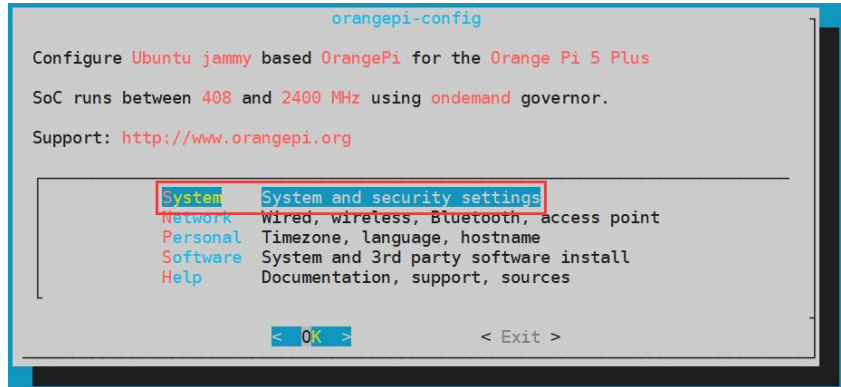 orangepi-config
Configure Ubuntu jammy based OrangePi for the Orange Pi 5 Plus
SoC runs between 408 and 2400 MHz using ondemand governor.
Support: http://www.orangepi.org
System System and security settings
Network Wired, wireless, Bluetooth, access point
Personal Timezone, language, hostname
Software System and 3rd party software install
Help Documentation, support, sources
< OK > < Exit >